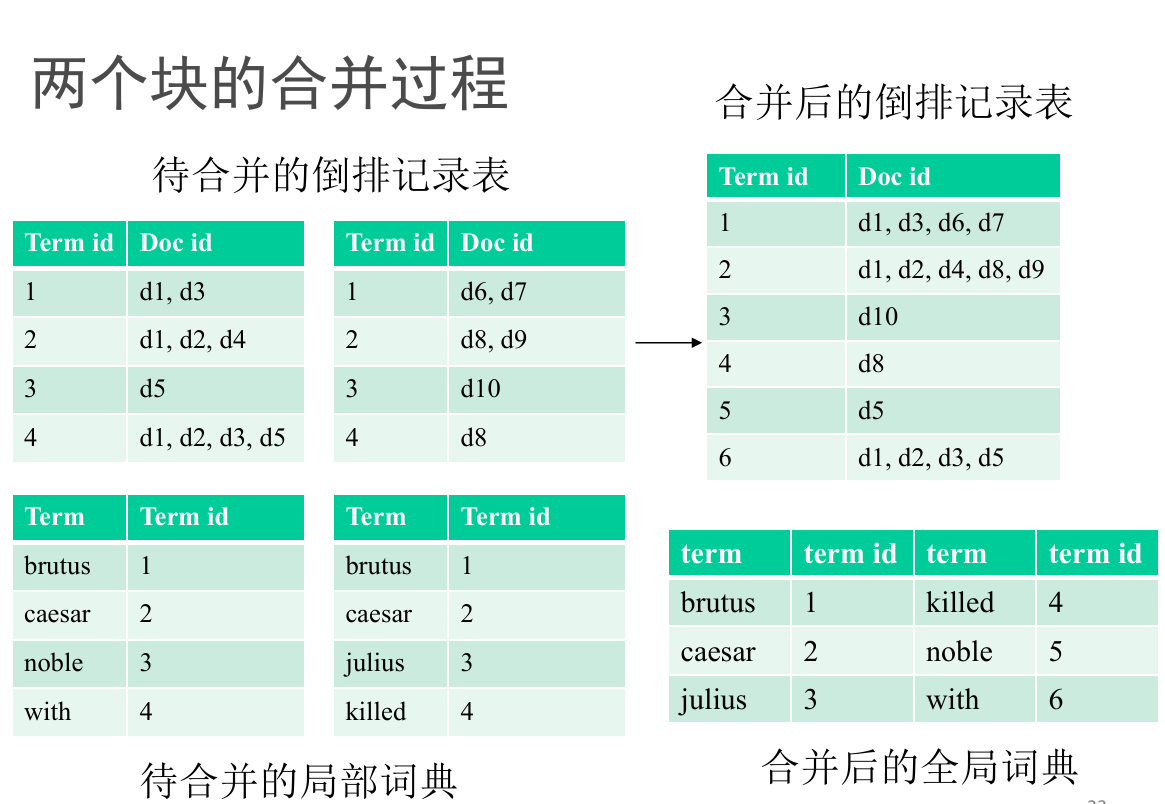 两个块的合并过程
合并后的倒排记录表
待合并的倒排记录表
Term id Doc id
1 d1, d3
2 d1, d2, d4
3 d5
4 d1, d2, d3, d5
Term id Doc id
1 d6, d7
2 d8, d9
3 d10
4 d8
Term id Doc id
1 d1, d3, d6, d7
2 d1, d2, d4, d8, d9
3 d10
4 d8
5 d5
6 d1, d2, d3, d5
Term Term id
brutus 1
caesar 2
noble 3
with 4
Term Term id
brutus 1
caesar 2
julius 3
killed 4
term term id term term id
brutus 1 killed 4
caesar 2 noble 5
julius 3 with 6
待合并的局部词典
合并后的全局词典